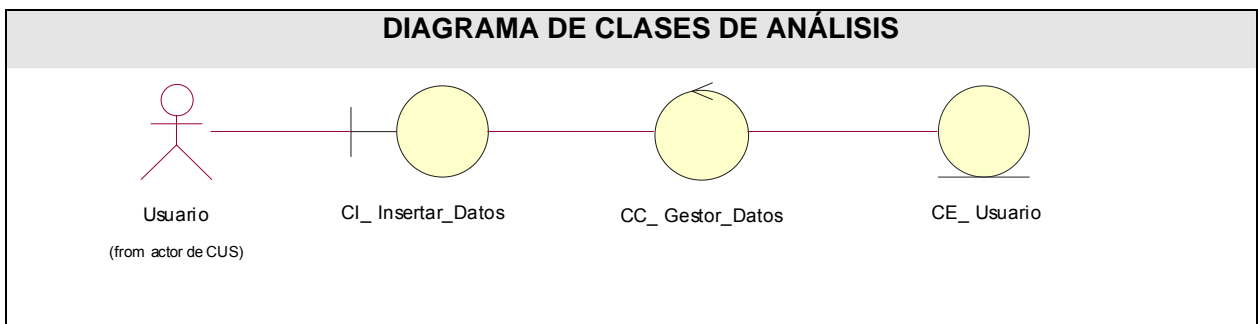 DIAGRAMA DE CLASES DE ANÁLISIS
Usuario
(from actor de CUS)
CI_ Insertar_Datos
CC_ Gestor_Datos
CE_ Usuario